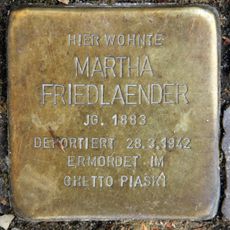 HIER WOHNTE
MARTHA
FRIEDLAENDER
JG. 1883
DEPORTIERT 28.3.1942
ERMORDET IM
GHETTO PIASKI